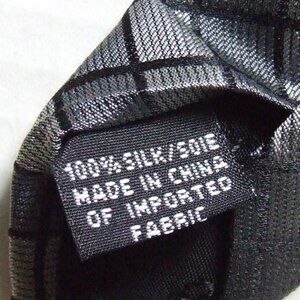 100% SILK/SOIE
MADE IN CHINA
OF IMPORTED
FABRIC